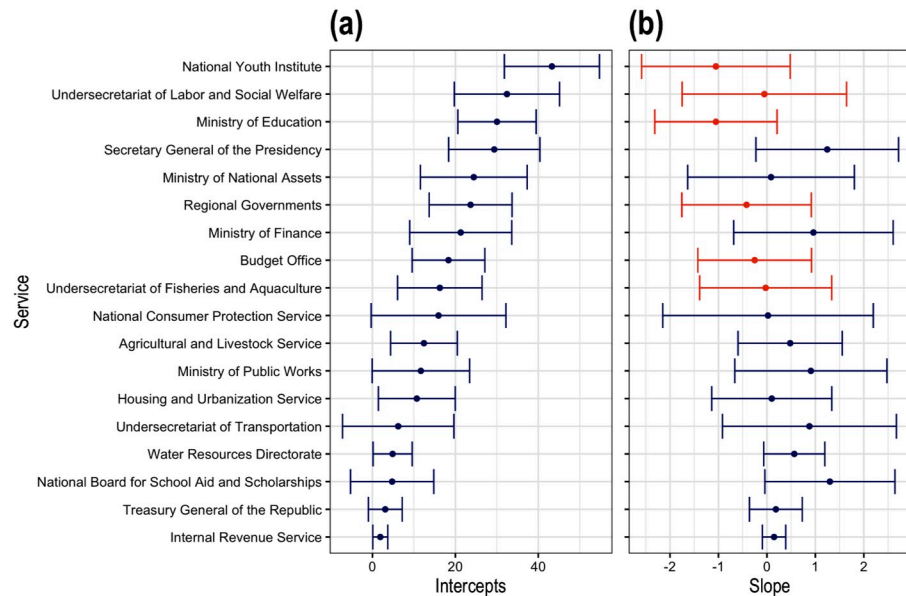 (a)
(b)
National Youth Institute
Undersecretariat of Labor and Social Welfare
Ministry of Education
Secretary General of the Presidency
Ministry of National Assets
Regional Governments
Ministry of Finance
Budget Office
Undersecretariat of Fisheries and Aquaculture
National Consumer Protection Service
Agricultural and Livestock Service
Ministry of Public Works
Housing and Urbanization Service
Undersecretariat of Transportation
Water Resources Directorate
National Board for School Aid and Scholarships
Treasury General of the Republic
Internal Revenue Service
Service
0 20 40
Intercepts
-2 -1 0 1 2
Slope